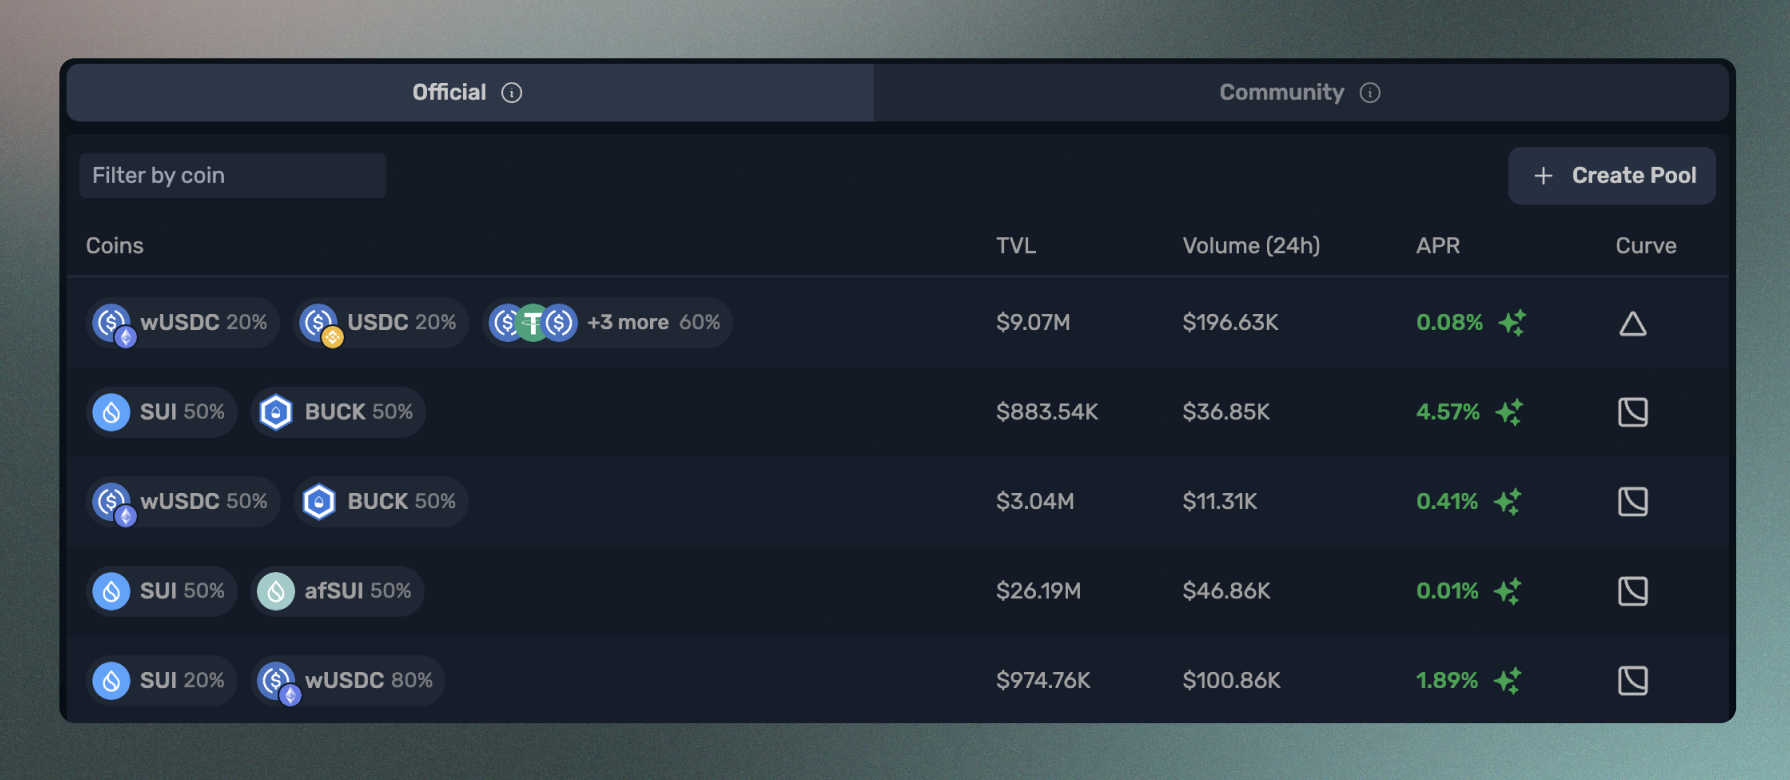 Official Community
Filter by coin + Create Pool
Coins TVL Volume (24h) APR Curve
wUSDC 20% USDC 20% +3 more 60% $9.07M $196.63K 0.08%
SUI 50% BUCK 50% $883.54K $36.85K 4.57%
wUSDC 50% BUCK 50% $3.04M $11.31K 0.41%
SUI 50% afSUI 50% $26.19M $46.86K 0.01%
SUI 20% wUSDC 80% $974.76K $100.86K 1.89%